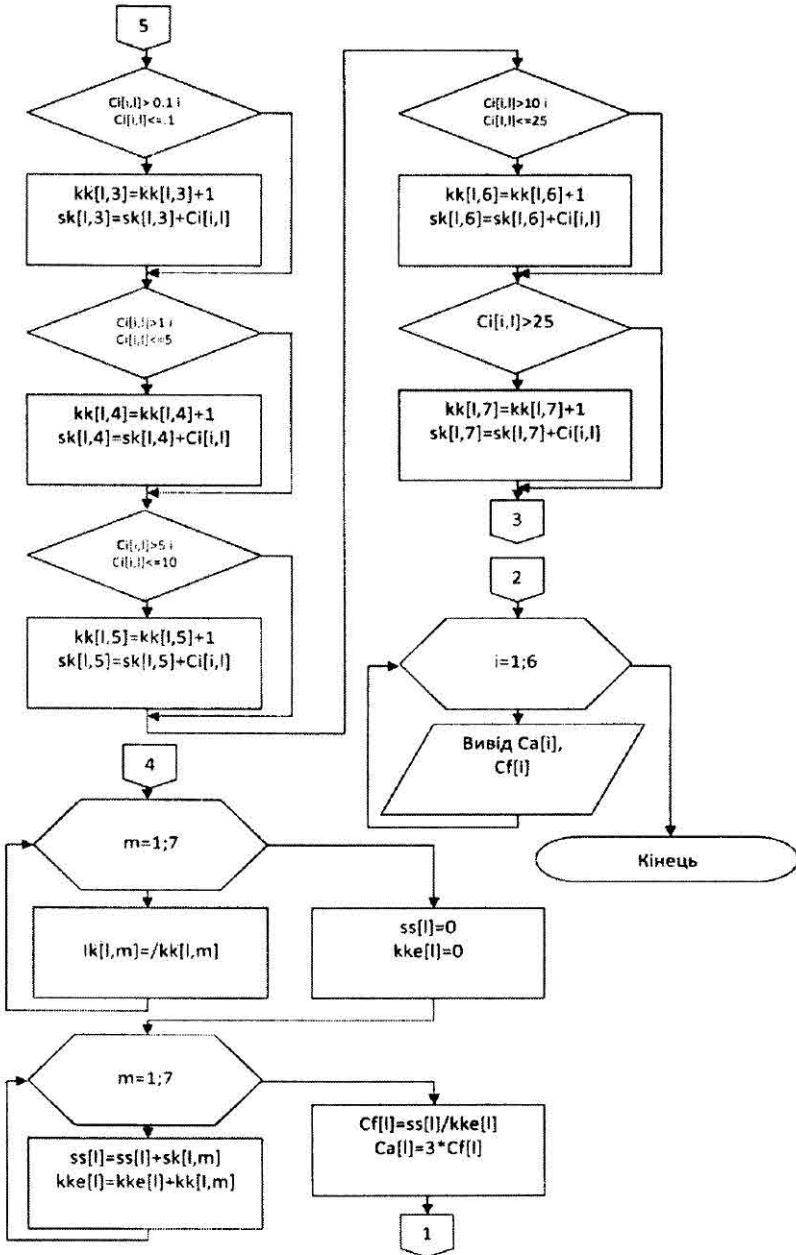 5
Ci[i,l]> 0.1 і
Ci[i,l]<=.1
kk[l,3]=kk[l,3]+1
sk[l,3]=sk[l,3]+Ci[i,l]
Ci[i,l]>1 і
Ci[i,l]<=5
kk[l,4]=kk[l,4]+1
sk[l,4]=sk[l,4]+Ci[i,l]
Ci[i,l]>5 і
Ci[i,l]<=10
kk[l,5]=kk[l,5]+1
sk[l,5]=sk[l,5]+Ci[i,l]
Ci[i,l]>10 і
Ci[i,l]<=25
kk[l,6]=kk[l,6]+1
sk[l,6]=sk[l,6]+Ci[i,l]
Ci[i,l]>25
kk[l,7]=kk[l,7]+1
sk[l,7]=sk[l,7]+Ci[i,l]
3
2
i=1;6
Вивід Ca[i],
Cf[i]
Кінець
4
m=1;7
lk[l,m]=/kk[l,m]
ss[l]=0
kke[l]=0
m=1;7
ss[l]=ss[l]+sk[l,m]
kke[l]=kke[l]+kk[l,m]
Cf[l]=ss[l]/kke[l]
Ca[l]=3*Cf[l]
1